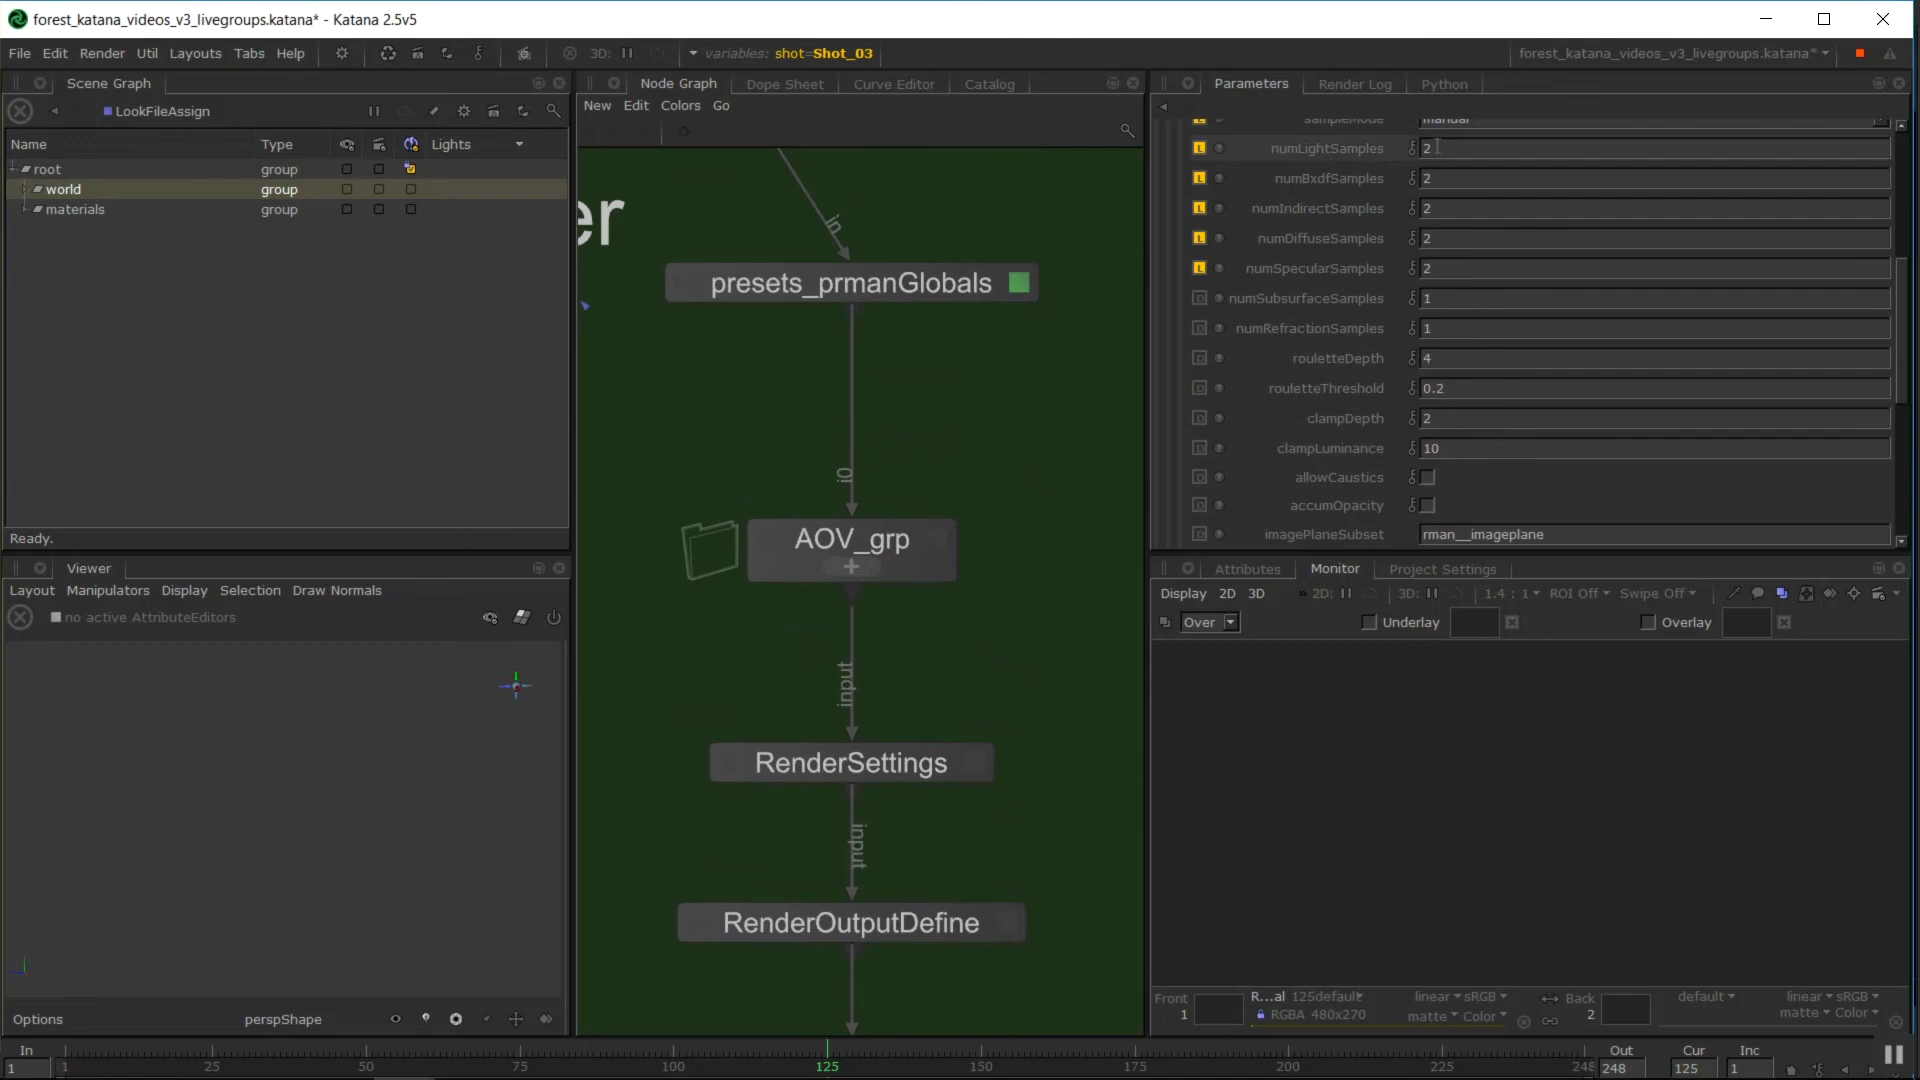 forest_katana_videos_v3_livegroups.katana* - Katana 2.5v5
File Edit Render Util Layouts Tabs Help 3D: variables: shot=Shot_03 forest_katana_videos_v3_livegroups.katana*
Scene Graph
LookFileAssign
Name Type Lights
root group
world group
materials group
Ready.
Viewer
Layout Manipulators Display Selection Draw Normals
no active AttributeEditors
Options perspShape
Node Graph Dope Sheet Curve Editor Catalog
New Edit Colors Go
er
in
presets_prmanGlobals
i0
AOV_grp
+
input
RenderSettings
input
RenderOutputDefine
Parameters Render Log Python
sampleMode manual
numLightSamples 2
numBxdfSamples 2
numIndirectSamples 2
numDiffuseSamples 2
numSpecularSamples 2
numSubsurfaceSamples 1
numRefractionSamples 1
rouletteDepth 4
rouletteThreshold 0.2
clampDepth 2
clampLuminance 10
allowCaustics
accumOpacity
imagePlaneSubset rman__imageplane
Attributes Monitor Project Settings
Display 2D 3D » 2D: 3D: 1.4 : 1 ROI Off Swipe Off
Over Underlay Overlay
Front R...al 125default linear sRGB Back default linear sRGB
1 RGBA 480x270 matte Color 2 matte Color
In Out Cur Inc
1 1 25 50 75 100 125 150 175 200 225 248 248 125 1